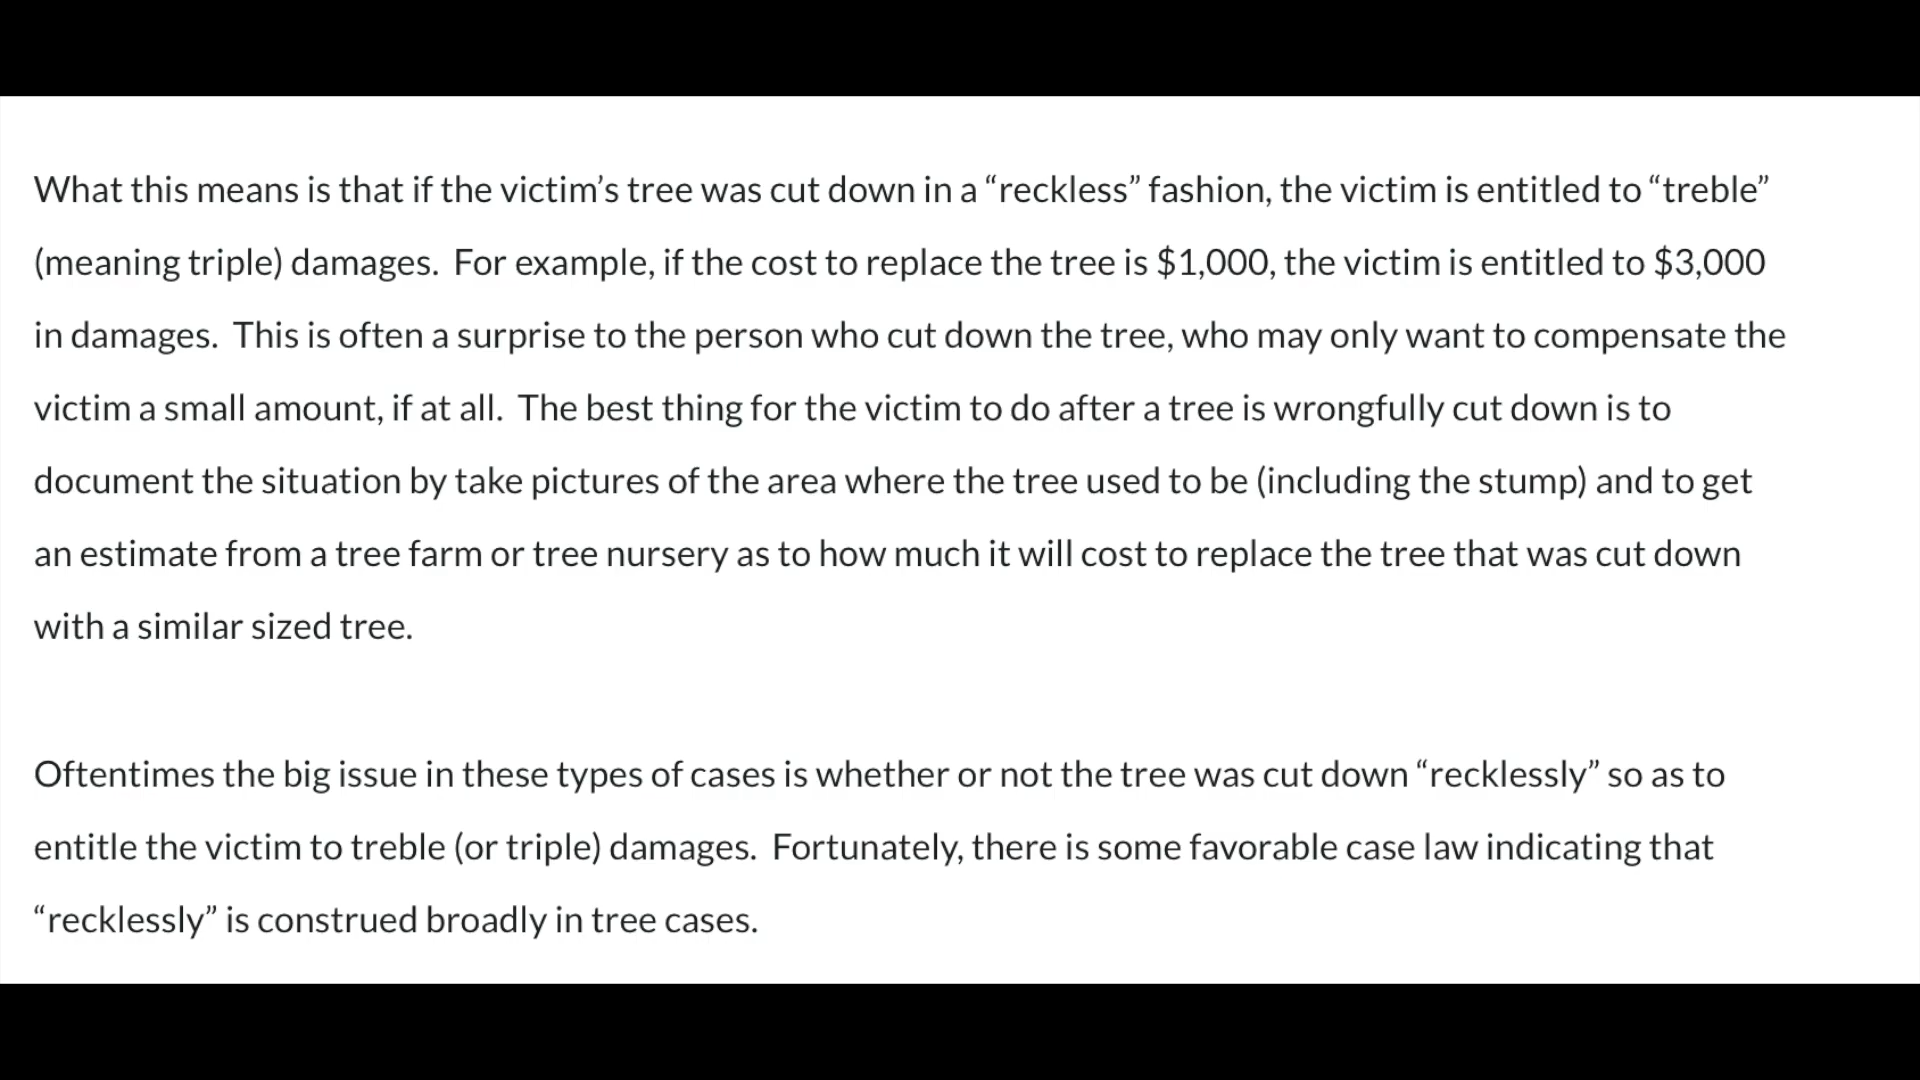 What this means is that if the victim’s tree was cut down in a “reckless” fashion, the victim is entitled to “treble”
(meaning triple) damages.  For example, if the cost to replace the tree is $1,000, the victim is entitled to $3,000
in damages.  This is often a surprise to the person who cut down the tree, who may only want to compensate the
victim a small amount, if at all.  The best thing for the victim to do after a tree is wrongfully cut down is to
document the situation by take pictures of the area where the tree used to be (including the stump) and to get
an estimate from a tree farm or tree nursery as to how much it will cost to replace the tree that was cut down
with a similar sized tree.
Oftentimes the big issue in these types of cases is whether or not the tree was cut down “recklessly” so as to
entitle the victim to treble (or triple) damages.  Fortunately, there is some favorable case law indicating that
“recklessly” is construed broadly in tree cases.